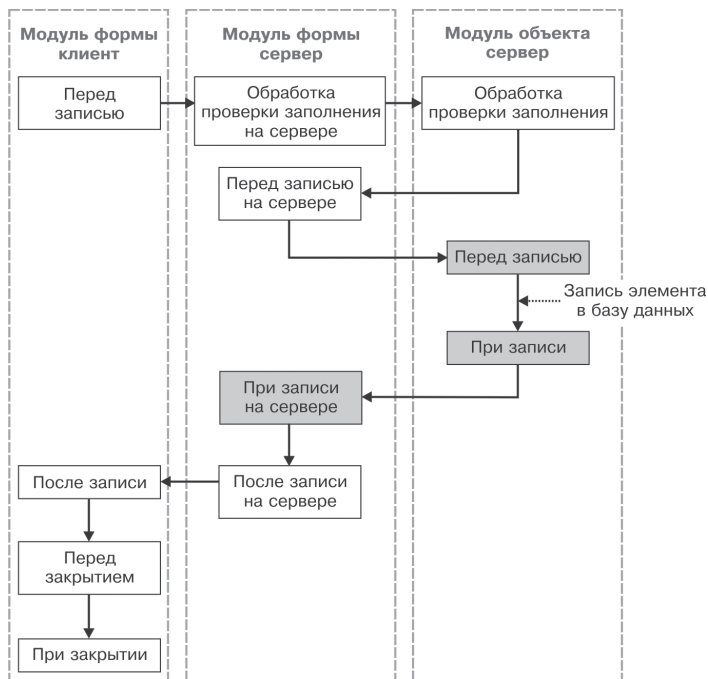 Модуль формы
клиент
Модуль формы
сервер
Модуль объекта
сервер
Перед
записью
Обработка
проверки заполнения
на сервере
Обработка
проверки заполнения
Перед записью
на сервере
Перед записью
Запись элемента
в базу данных
При записи
При записи
на сервере
После записи
После записи
на сервере
Перед
закрытием
При закрытии